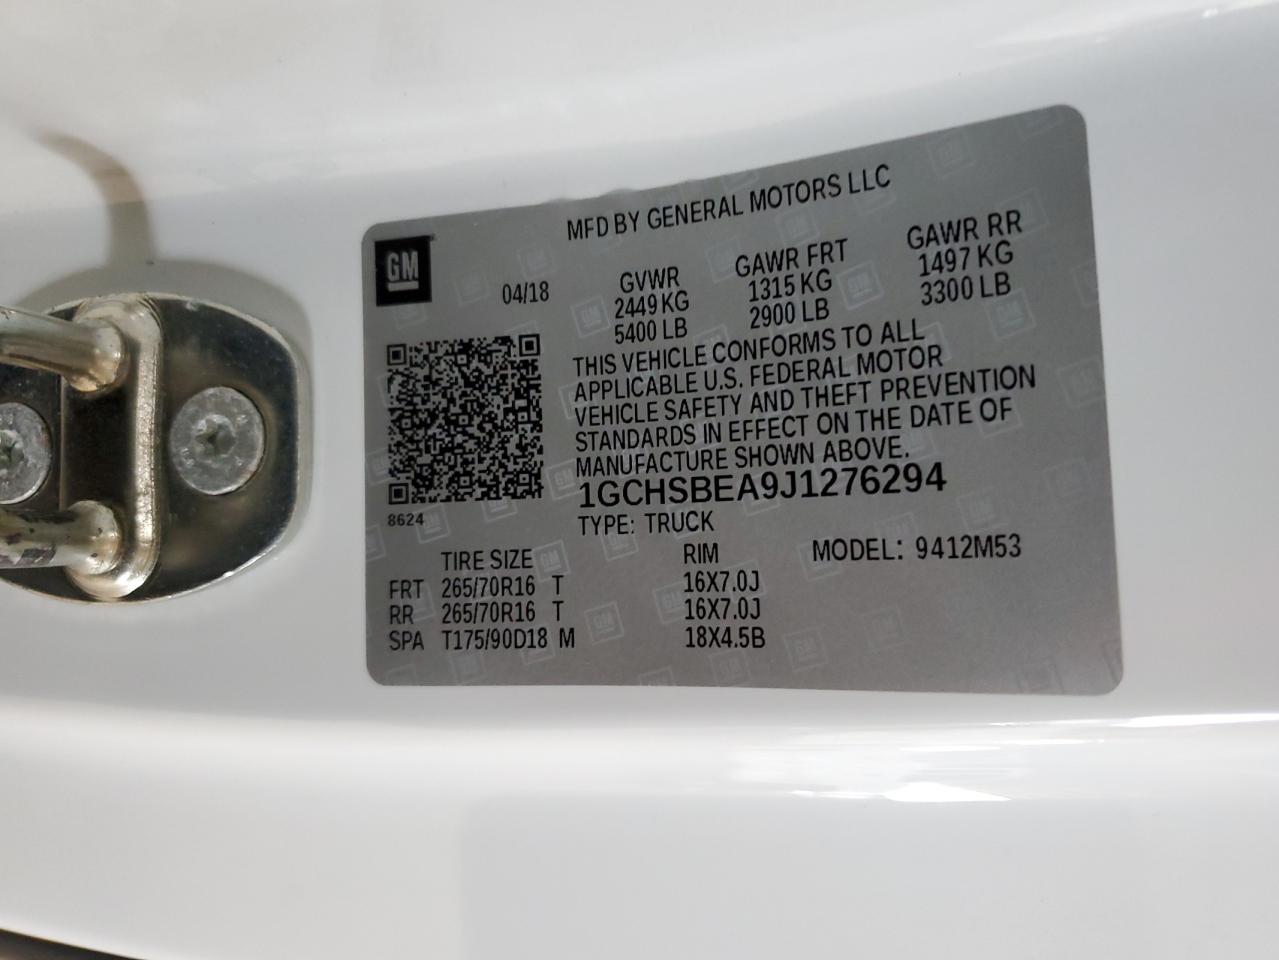 MFD BY GENERAL MOTORS LLC
GM
04/18
GVWR
2449 KG
5400 LB
GAWR FRT
1315 KG
2900 LB
GAWR RR
1497 KG
3300 LB
THIS VEHICLE CONFORMS TO ALL
APPLICABLE U.S. FEDERAL MOTOR
VEHICLE SAFETY AND THEFT PREVENTION
STANDARDS IN EFFECT ON THE DATE OF
MANUFACTURE SHOWN ABOVE.
1GCHSBEA9J1276294
8624
TYPE: TRUCK
TIRE SIZE RIM MODEL: 9412M53
FRT 265/70R16 T 16X7.0J
RR 265/70R16 T 16X7.0J
SPA T175/90D18 M 18X4.5B